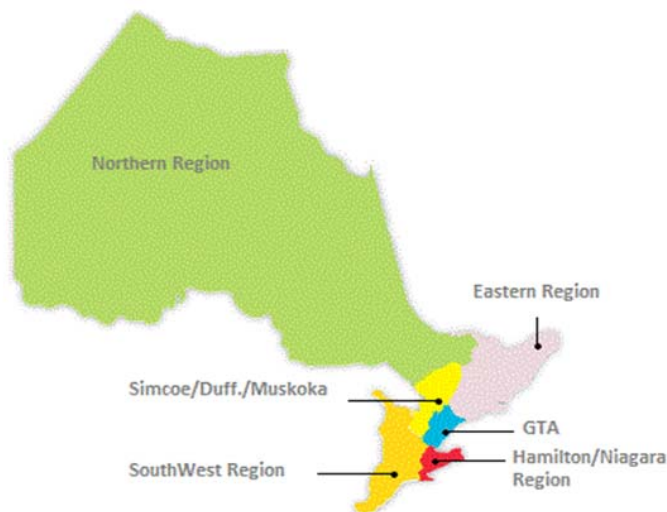 Northern Region
Eastern Region
Simcoe/Duff./Muskoka
GTA
Hamilton/Niagara
Region
SouthWest Region